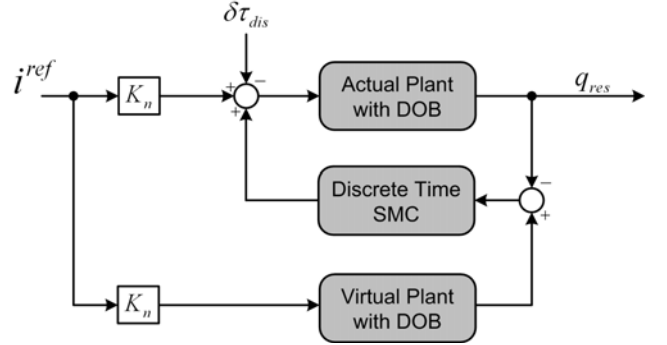 δτ_dis
i^ref
K_n
+
−
+
Actual Plant
with DOB
q_res
Discrete Time
SMC
−
+
K_n
Virtual Plant
with DOB